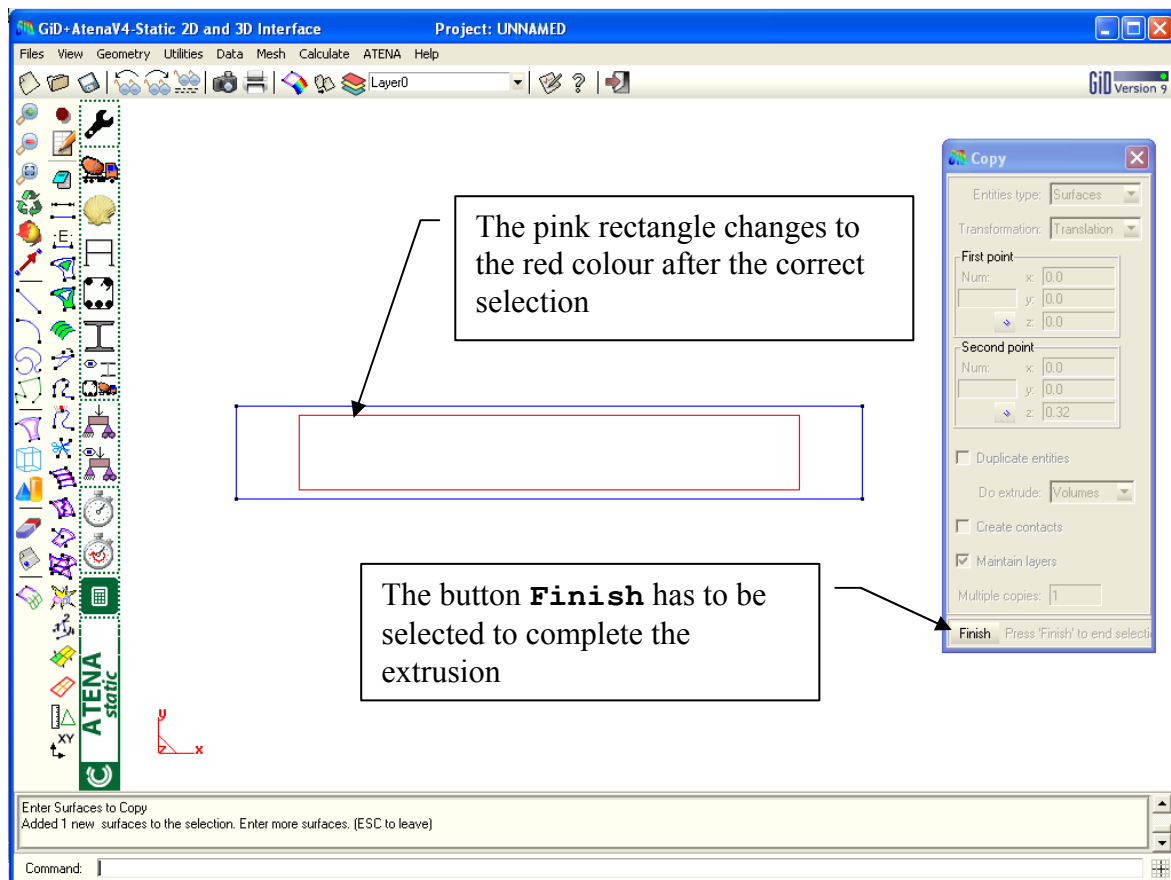 GiD+AtenaV4-Static 2D and 3D Interface Project: UNNAMED
Files View Geometry Utilities Data Mesh Calculate ATENA Help
Layer0
GiD Version 9
:E:
XY
ATENA
static
The pink rectangle changes to
the red colour after the correct
selection
Copy
Entities type: Surfaces
Transformation: Translation
First point
Num: x: 0.0
y: 0.0
z: 0.0
Second point
Num: x: 0.0
y: 0.0
z: 0.32
Duplicate entities
Do extrude: Volumes
Create contacts
Maintain layers
Multiple copies: 1
Finish Press 'Finish' to end selecti
The button Finish has to be
selected to complete the
extrusion
y
z x
Enter Surfaces to Copy
Added 1 new surfaces to the selection. Enter more surfaces. (ESC to leave)
Command: